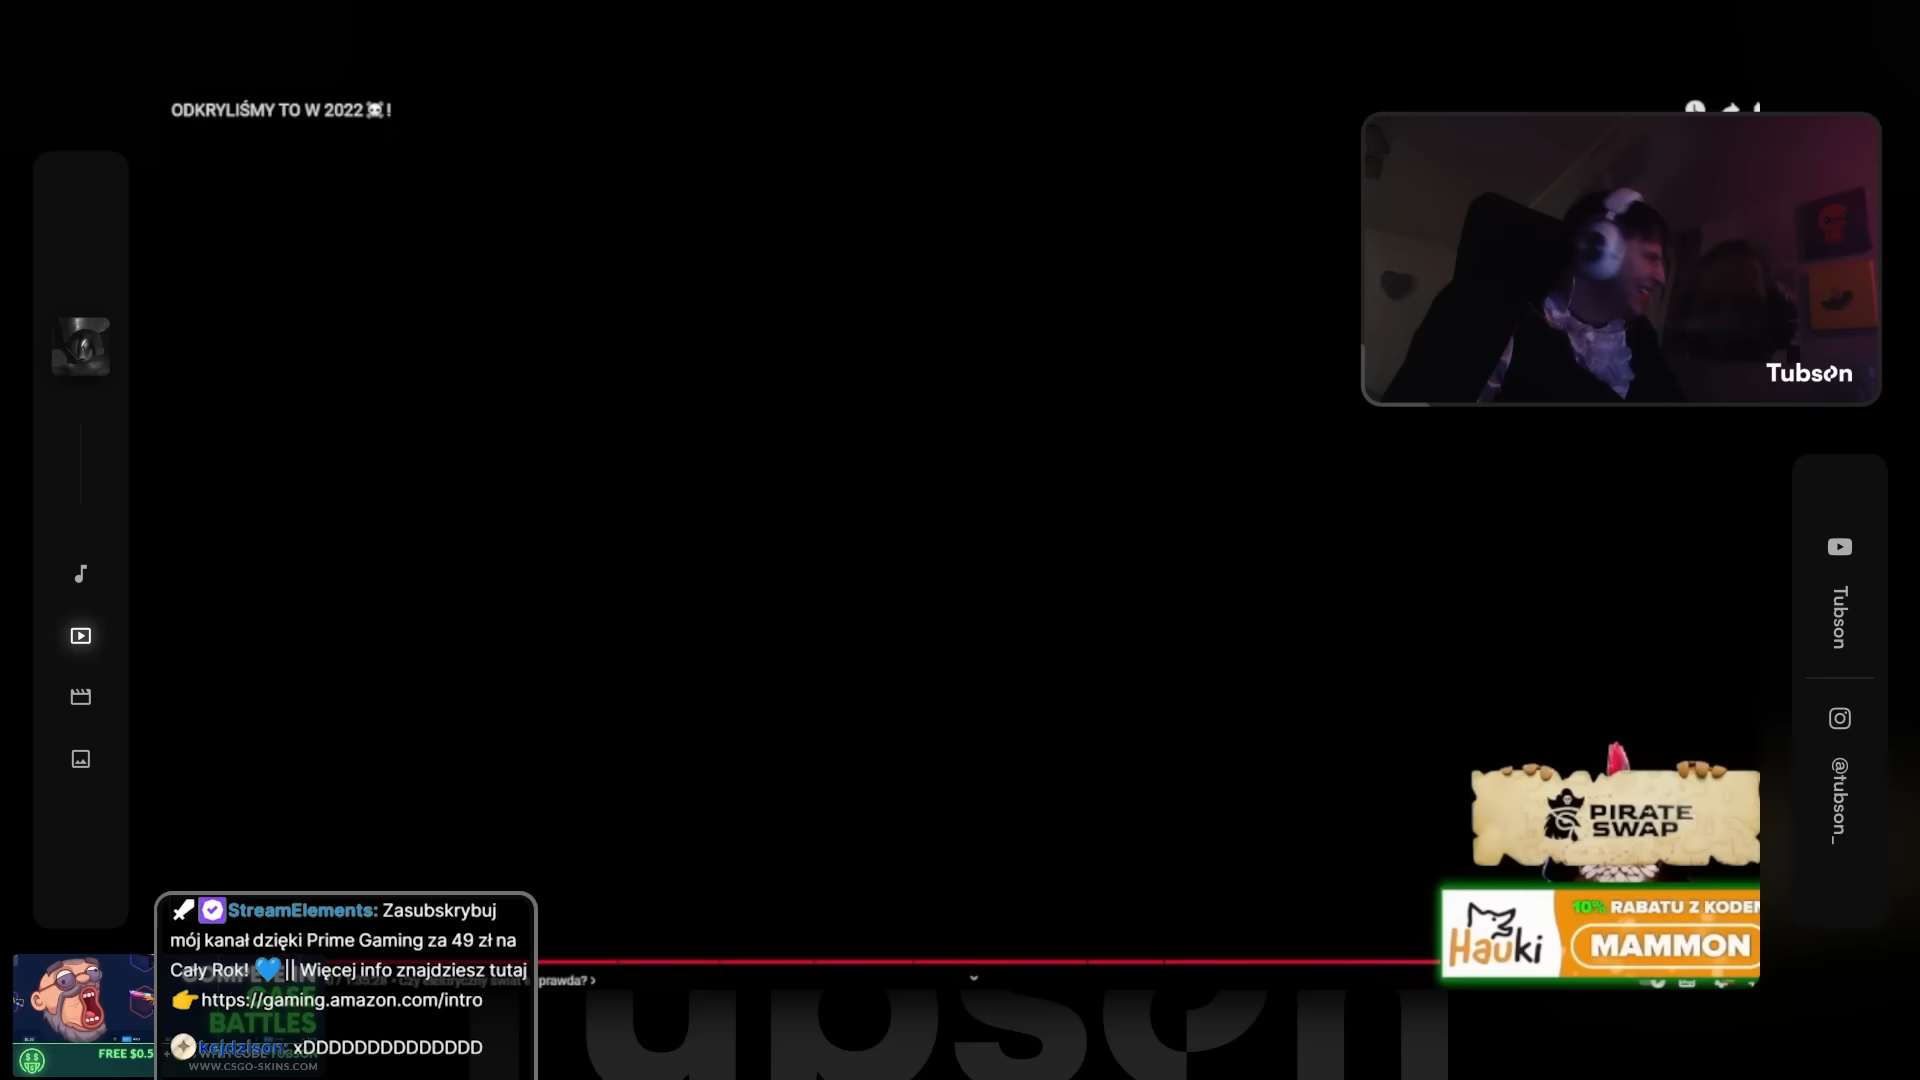 ODKRYLIŚMY TO W 2022 ☠️!
Tubson
Tubson
@tubson_
PIRATE
SWAP
Hauki
10% RABATU Z KODEM
MAMMON
StreamElements: Zasubskrybuj
mój kanał dzięki Prime Gaming za 49 zł na
Cały Rok! 💙 || Więcej info znajdziesz tutaj
👉 https://gaming.amazon.com/intro
xDDDDDDDDDDDDDD
prawda? ›
CASE
BATTLES
FREE $0.5
WWW.CSGO-SKINS.COM